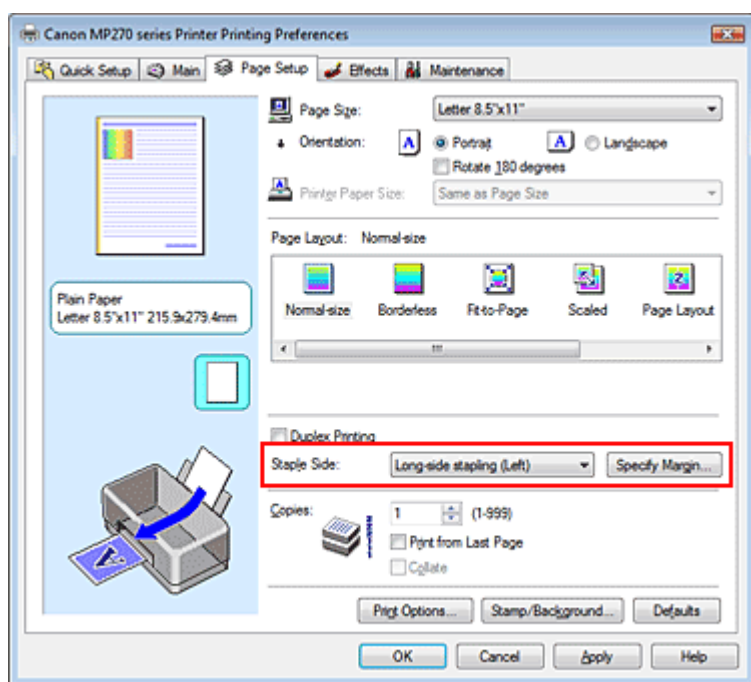 Canon MP270 series Printer Printing Preferences
Quick Setup Main Page Setup Effects Maintenance
Page Size: Letter 8.5"x11"
Orientation: A Portrait A Landscape
Rotate 180 degrees
Printer Paper Size: Same as Page Size
Page Layout: Normal-size
Normal-size Borderless Fit-to-Page Scaled Page Layout
Plain Paper
Letter 8.5"x11" 215.9x279.4mm
Duplex Printing
Staple Side: Long-side stapling (Left) Specify Margin...
Copies: 1 (1-999)
Print from Last Page
Collate
Print Options... Stamp/Background... Defaults
OK Cancel Apply Help